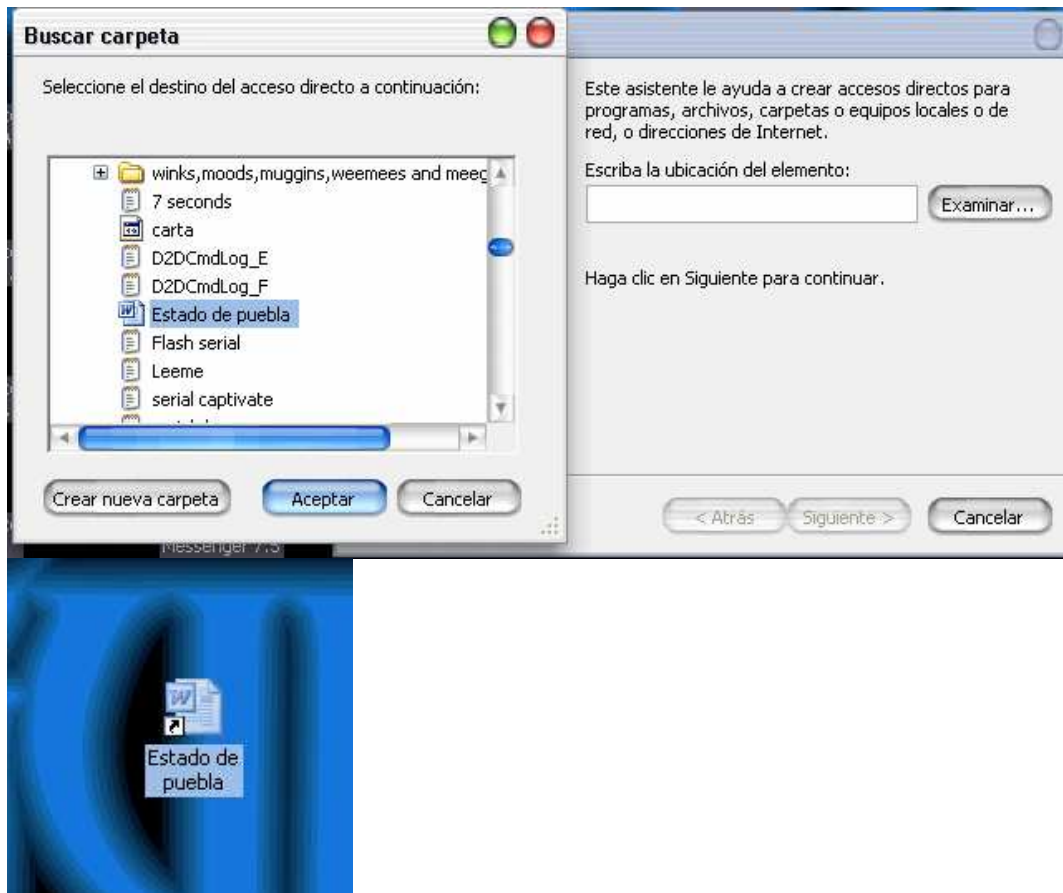 Buscar carpeta
Seleccione el destino del acceso directo a continuación:
winks,moods,muggins,weemees and meeg
7 seconds
carta
D2DCmdLog_E
D2DCmdLog_F
Estado de puebla
Flash serial
Leeme
serial captivate
Crear nueva carpeta
Aceptar
Cancelar
Este asistente le ayuda a crear accesos directos para
programas, archivos, carpetas o equipos locales o de
red, o direcciones de Internet.
Escriba la ubicación del elemento:
Examinar...
Haga clic en Siguiente para continuar.
< Atrás
Siguiente >
Cancelar
Messenger 7.5
Estado de
puebla